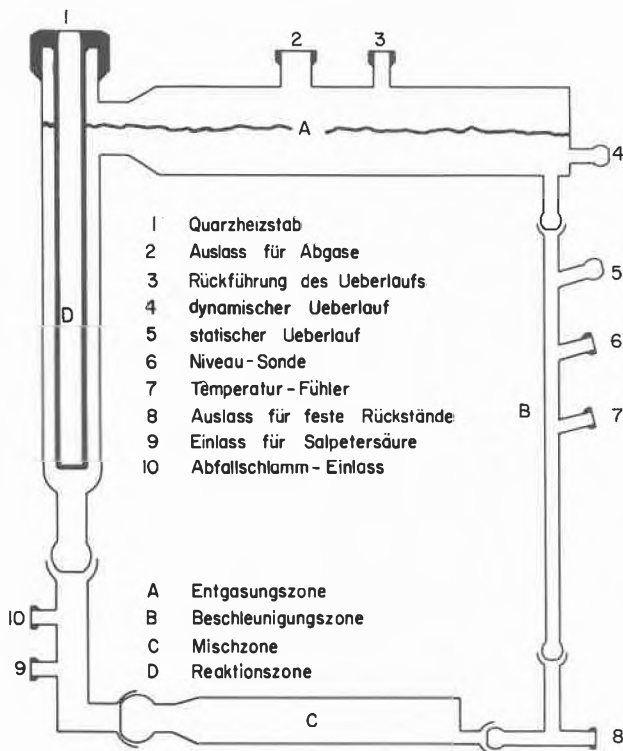 1
2
3
A
4
1 Quarzheizstab
2 Auslass für Abgase
3 Rückführung des Ueberlaufs
4 dynamischer Ueberlauf
5 statischer Ueberlauf
6 Niveau-Sonde
7 Temperatur-Fühler
8 Auslass für feste Rückstände
9 Einlass für Salpetersäure
10 Abfallschlamm-Einlass
D
5
6
7
B
A Entgasungszone
B Beschleunigungszone
C Mischzone
D Reaktionszone
10
9
C
8